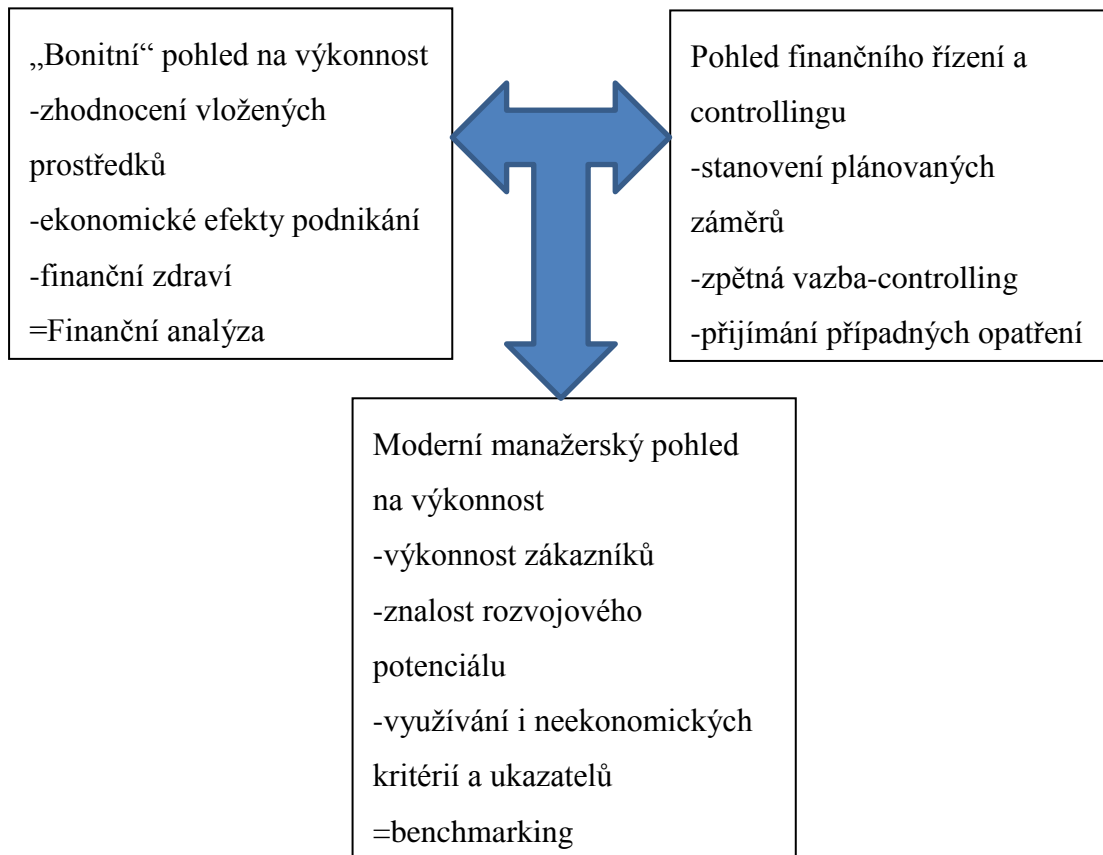 „Bonitní“ pohled na výkonnost
-zhodnocení vložených
prostředků
-ekonomické efekty podnikání
-finanční zdraví
=Finanční analýza
Pohled finančního řízení a
controllingu
-stanovení plánovaných
záměrů
-zpětná vazba-controlling
-přijímání případných opatření
Moderní manažerský pohled
na výkonnost
-výkonnost zákazníků
-znalost rozvojového
potenciálu
-využívání i neekonomických
kritérií a ukazatelů
=benchmarking